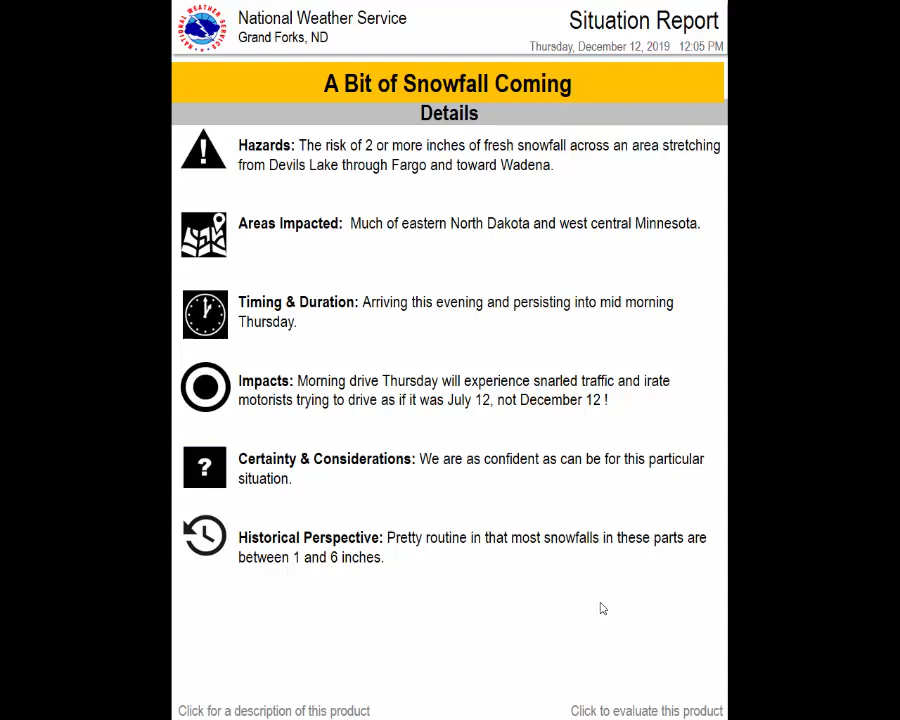 National Weather Service
Grand Forks, ND
Situation Report
Thursday, December 12, 2019 12:05 PM
A Bit of Snowfall Coming
Details
Hazards: The risk of 2 or more inches of fresh snowfall across an area stretching
from Devils Lake through Fargo and toward Wadena.
Areas Impacted: Much of eastern North Dakota and west central Minnesota.
Timing & Duration: Arriving this evening and persisting into mid morning
Thursday.
Impacts: Morning drive Thursday will experience snarled traffic and irate
motorists trying to drive as if it was July 12, not December 12 !
?
Certainty & Considerations: We are as confident as can be for this particular
situation.
Historical Perspective: Pretty routine in that most snowfalls in these parts are
between 1 and 6 inches.
Click for a description of this product
Click to evaluate this product
NATIONAL WEATHER SERVICE